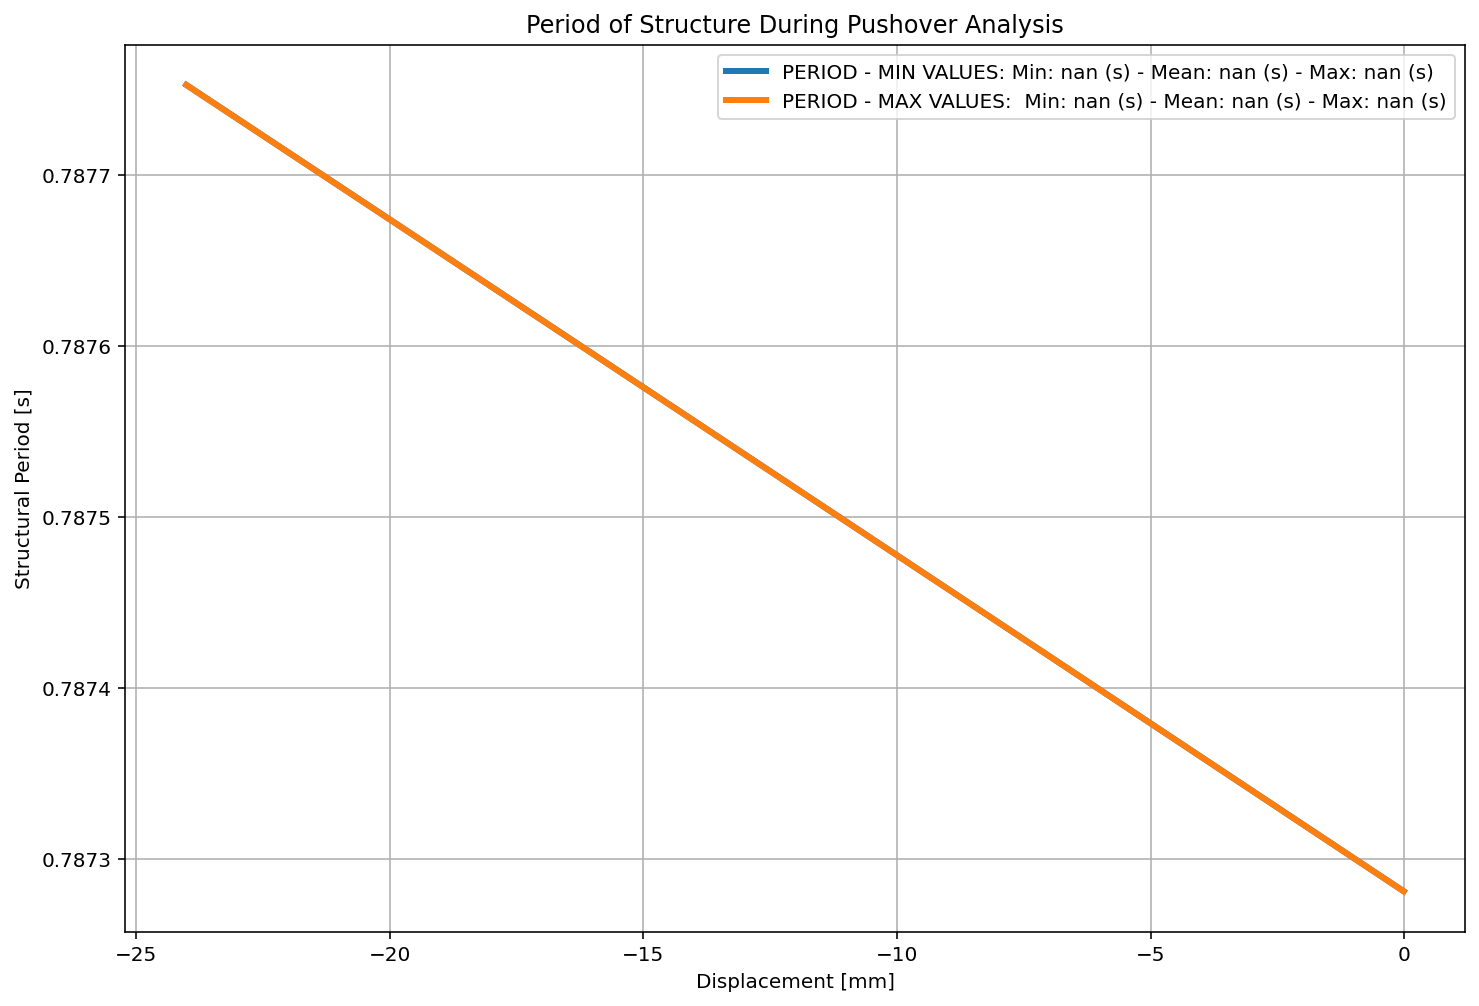 Period of Structure During Pushover Analysis
PERIOD - MIN VALUES: Min: nan (s) - Mean: nan (s) - Max: nan (s)
PERIOD - MAX VALUES:  Min: nan (s) - Mean: nan (s) - Max: nan (s)
Structural Period [s]
0.7877
0.7876
0.7875
0.7874
0.7873
−25 −20 −15 −10 −5 0
Displacement [mm]